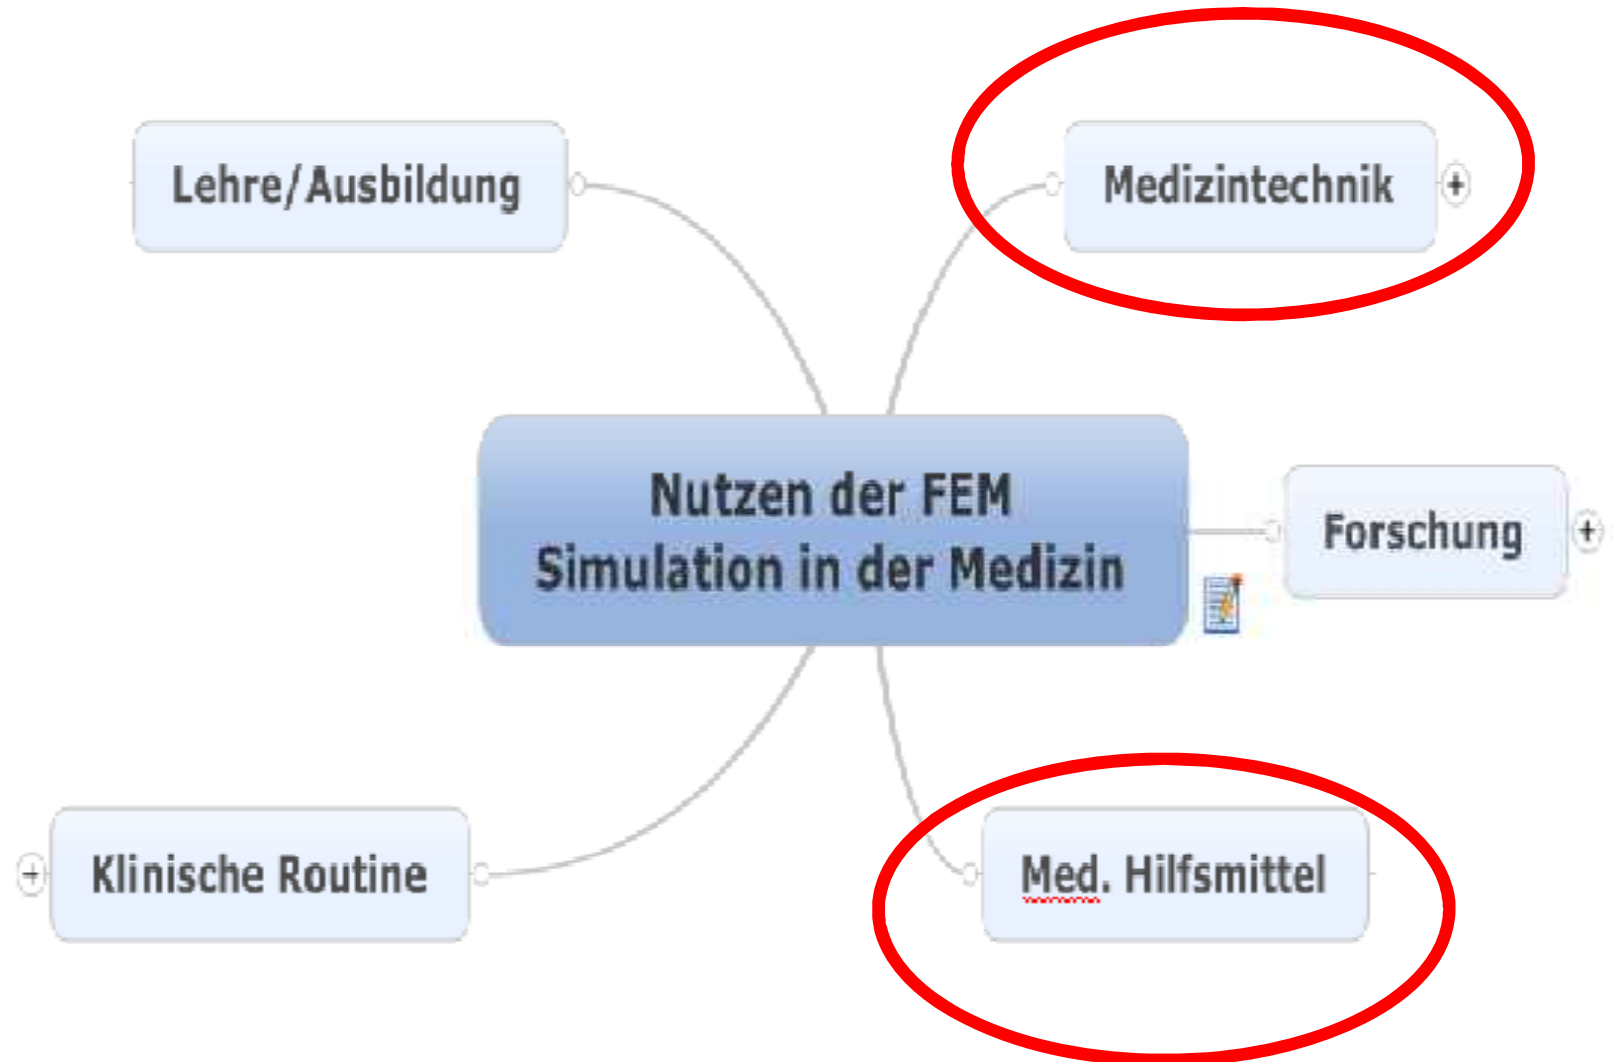 Lehre/Ausbildung
Medizintechnik
Nutzen der FEM
Simulation in der Medizin
Forschung
Klinische Routine
Med. Hilfsmittel